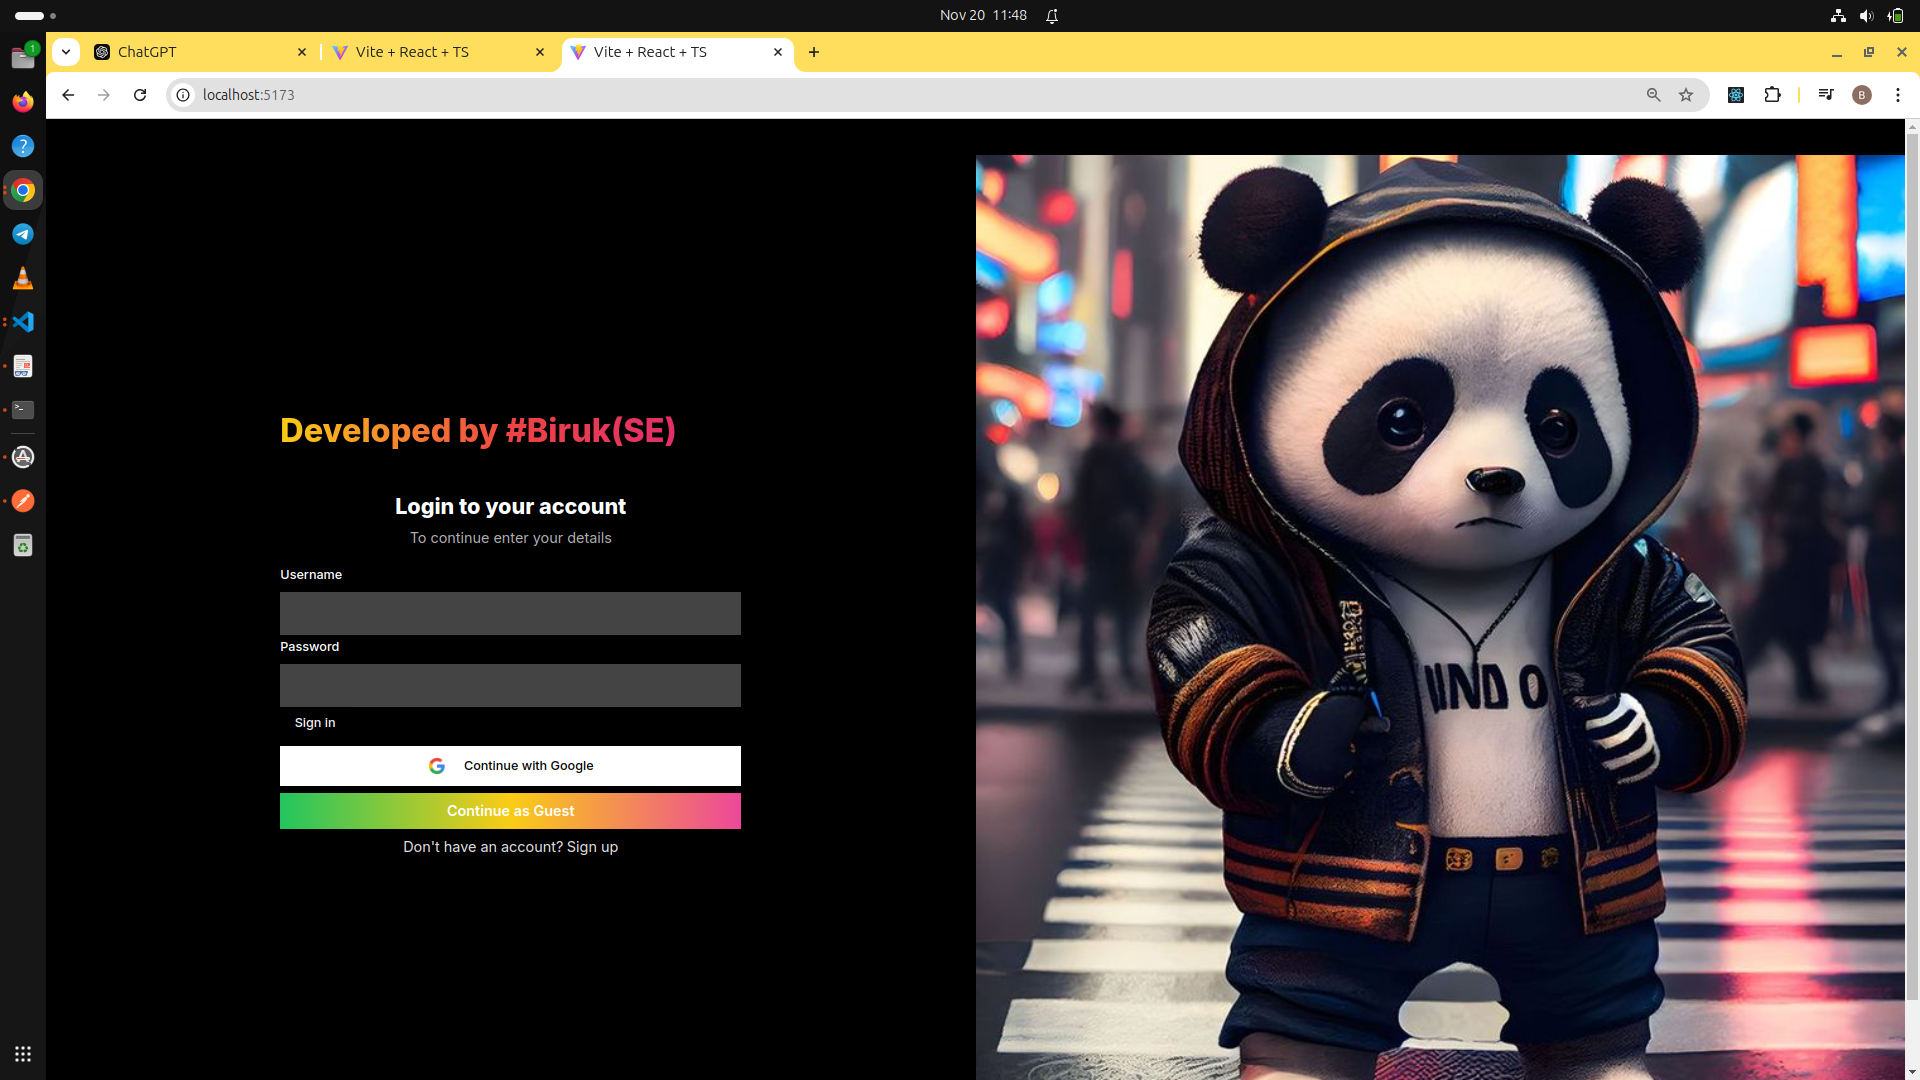 Nov 20 11:48
1
ChatGPT
Vite + React + TS
Vite + React + TS
localhost:5173
B
Developed by #Biruk(SE)
Login to your account
To continue enter your details
Username
Password
Sign in
Continue with Google
Continue as Guest
Don't have an account? Sign up